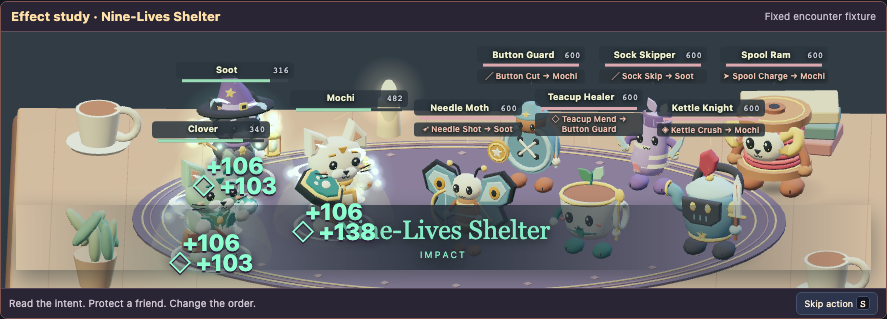 Effect study · Nine-Lives Shelter
Fixed encounter fixture
Button Guard 600
Button Cut → Mochi
Sock Skipper 600
Sock Skip → Soot
Spool Ram 600
Spool Charge → Mochi
Soot 316
Mochi 482
Clover 340
Needle Moth 600
Needle Shot → Soot
Teacup Healer 600
Teacup Mend →
Button Guard
Kettle Knight 600
Kettle Crush → Mochi
+106
+103
+106
+138
+106
+103
e-Lives Shelter
IMPACT
Read the intent. Protect a friend. Change the order.
Skip action S